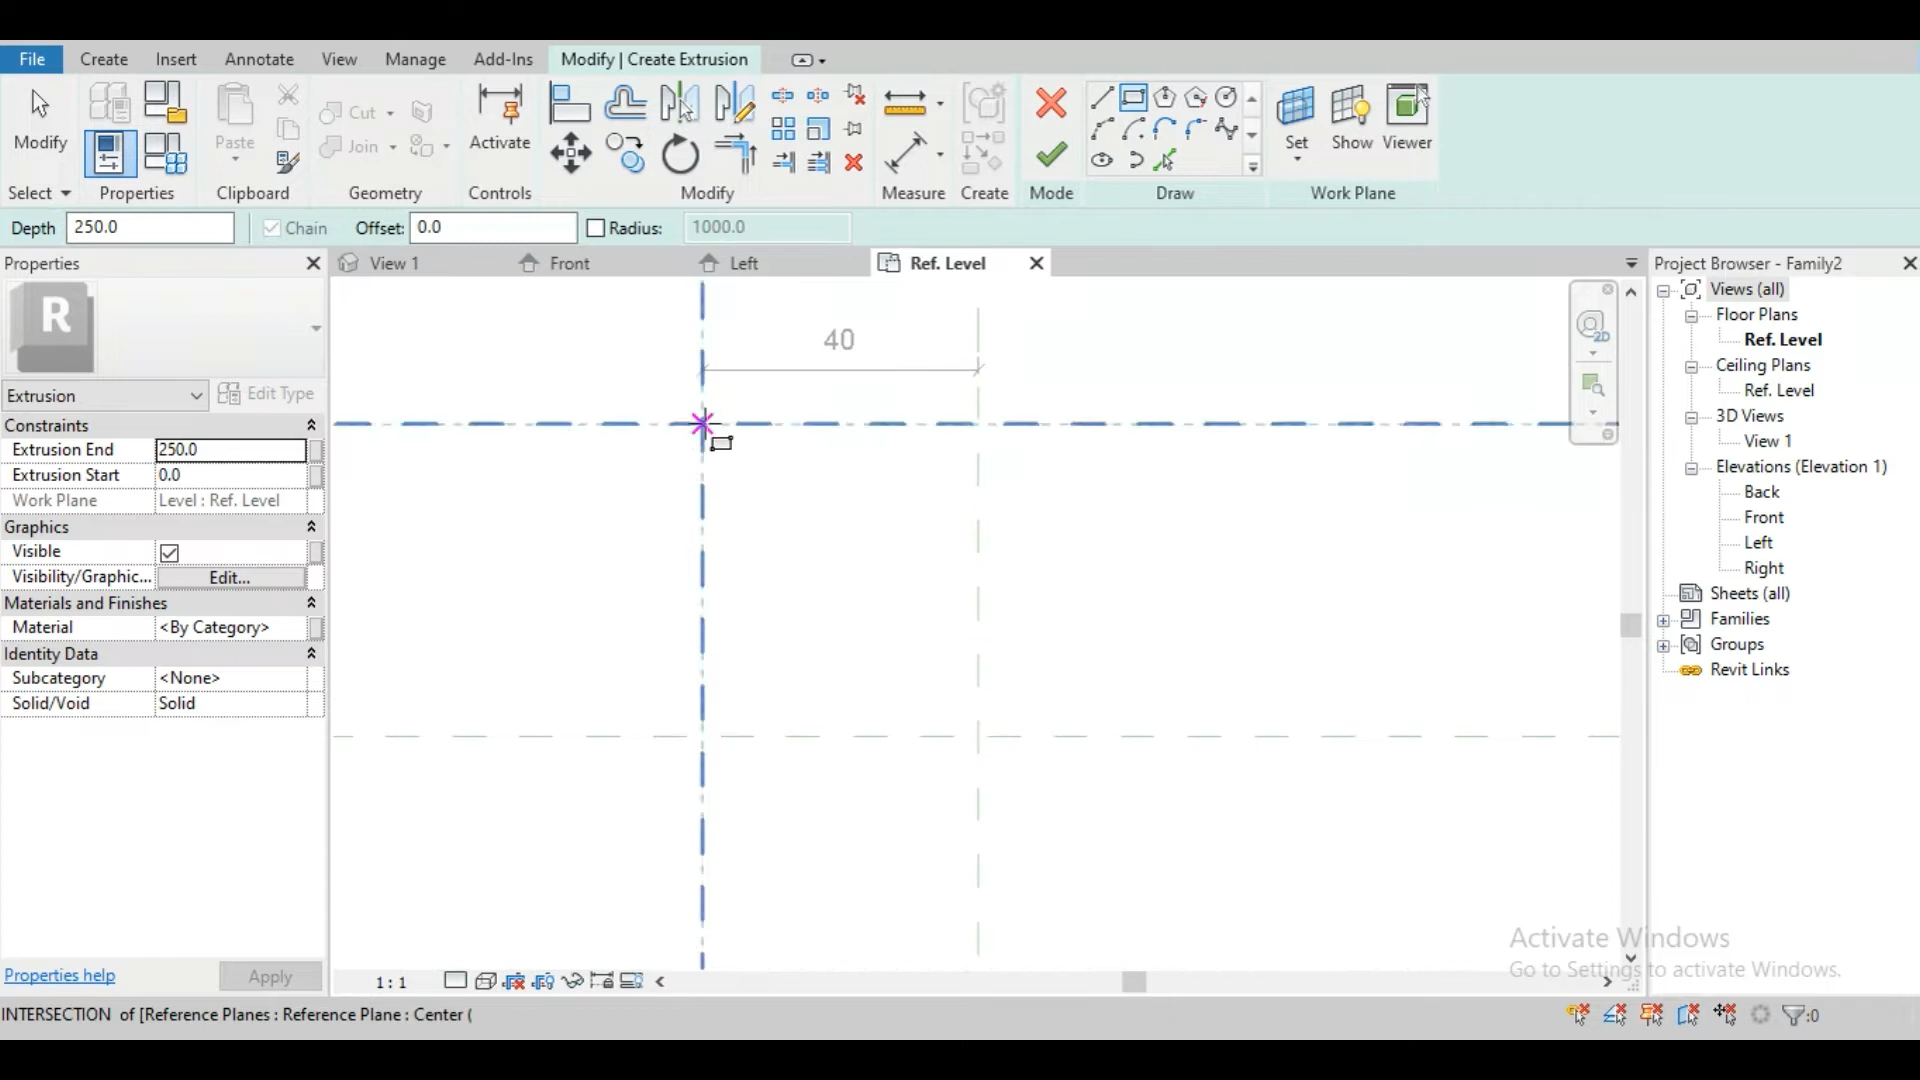 File Create Insert Annotate View Manage Add-Ins Modify | Create Extrusion
Modify Paste Cut Join Activate Set Show Viewer
Select Properties Clipboard Geometry Controls Modify Measure Create Mode Draw Work Plane
Depth 250.0 Chain Offset: 0.0 Radius: 1000.0
Properties
View 1 Front Left Ref. Level
Project Browser - Family2
R
Extrusion Edit Type
Constraints
Extrusion End 250.0
Extrusion Start 0.0
Work Plane Level : Ref. Level
Graphics
Visible
Visibility/Graphic... Edit...
Materials and Finishes
Material <By Category>
Identity Data
Subcategory <None>
Solid/Void Solid
Properties help Apply
40
2D
1 : 1
Views (all)
Floor Plans
Ref. Level
Ceiling Plans
Ref. Level
3D Views
View 1
Elevations (Elevation 1)
Back
Front
Left
Right
Sheets (all)
Families
Groups
Revit Links
Activate Windows
Go to Settings to activate Windows.
INTERSECTION of [Reference Planes : Reference Plane : Center (
:0